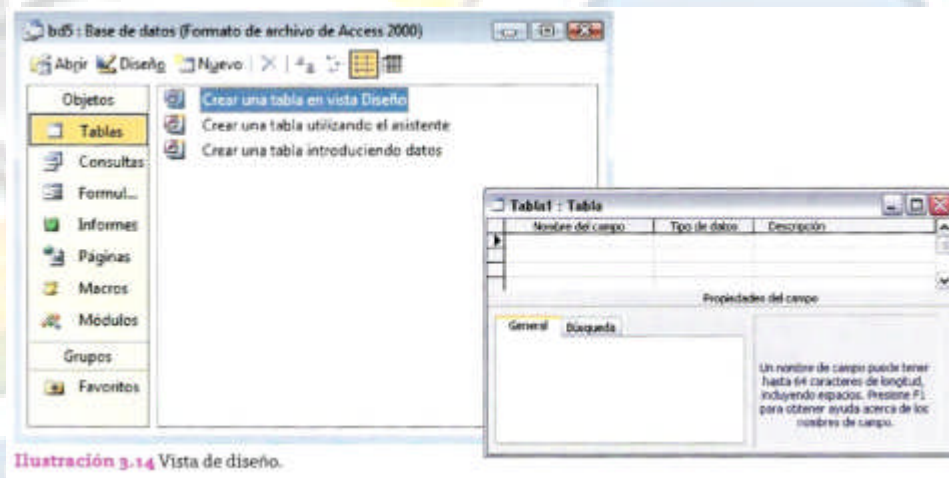 bd5 : Base de datos (Formato de archivo de Access 2000)
Abrir Diseño Nuevo
Objetos
Tablas
Consultas
Formul...
Informes
Páginas
Macros
Módulos
Grupos
Favoritos
Crear una tabla en vista Diseño
Crear una tabla utilizando el asistente
Crear una tabla introduciendo datos
Tabla1 : Tabla
Nombre del campo Tipo de datos Descripción
Propiedades del campo
General Búsqueda
Un nombre de campo puede tener
hasta 64 caracteres de longitud,
incluyendo espacios. Presione F1
para obtener ayuda acerca de los
nombres de campo.
Ilustración 3.14 Vista de diseño.